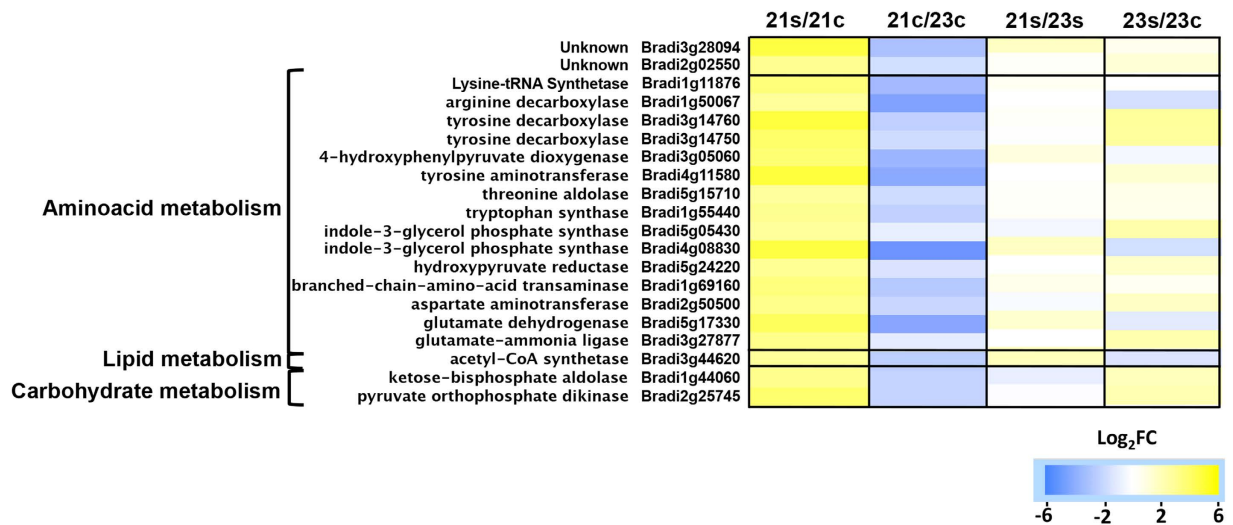 21s/21c 21c/23c 21s/23s 23s/23c
Unknown Bradi3g28094
Unknown Bradi2g02550
Lysine-tRNA Synthetase Bradi1g11876
arginine decarboxylase Bradi1g50067
tyrosine decarboxylase Bradi3g14760
tyrosine decarboxylase Bradi3g14750
4-hydroxyphenylpyruvate dioxygenase Bradi3g05060
tyrosine aminotransferase Bradi4g11580
threonine aldolase Bradi5g15710
Aminoacid metabolism
tryptophan synthase Bradi1g55440
indole-3-glycerol phosphate synthase Bradi5g05430
indole-3-glycerol phosphate synthase Bradi4g08830
hydroxypyruvate reductase Bradi5g24220
branched-chain-amino-acid transaminase Bradi1g69160
aspartate aminotransferase Bradi2g50500
glutamate dehydrogenase Bradi5g17330
glutamate-ammonia ligase Bradi3g27877
Lipid metabolism acetyl-CoA synthetase Bradi3g44620
ketose-bisphosphate aldolase Bradi1g44060
Carbohydrate metabolism
pyruvate orthophosphate dikinase Bradi2g25745
Log2FC
-6 -2 2 6